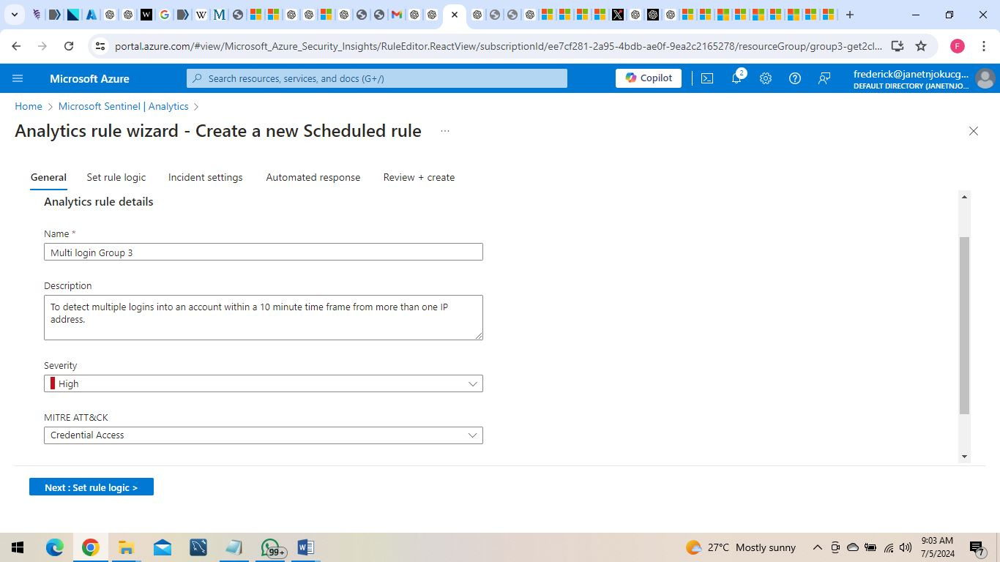 portal.azure.com/#view/Microsoft_Azure_Security_Insights/RuleEditor.ReactView/subscriptionId/ee7cf281-2a95-4bdb-ae0f-9ea2c2165278/resourceGroup/group3-get2cl...
F
Microsoft Azure
Search resources, services, and docs (G+/)
Copilot
2
frederick@janetnjokucg...
DEFAULT DIRECTORY (JANETNJO...
Home > Microsoft Sentinel | Analytics >
Analytics rule wizard - Create a new Scheduled rule ...
General Set rule logic Incident settings Automated response Review + create
Analytics rule details
Name *
Multi login Group 3
Description
To detect multiple logins into an account within a 10 minute time frame from more than one IP
address.
Severity
High
MITRE ATT&CK
Credential Access
Next : Set rule logic >
99+
27°C Mostly sunny
9:03 AM
7/5/2024
7